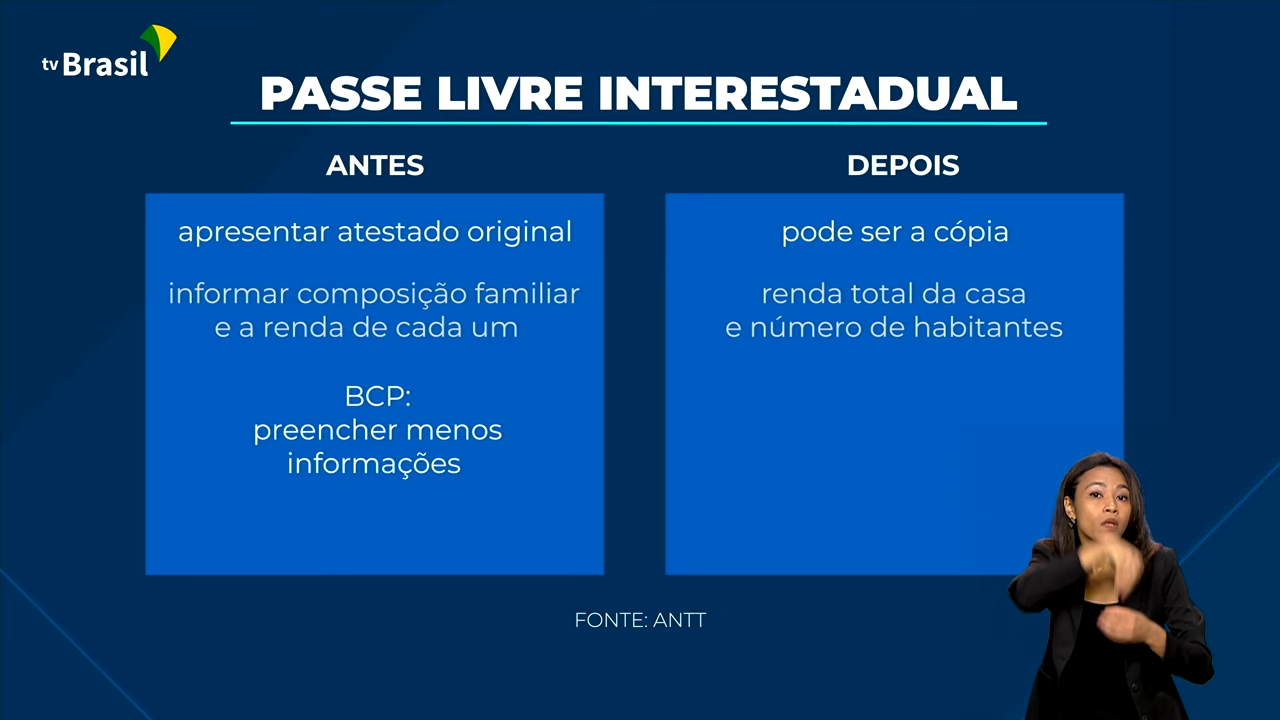 tv Brasil
PASSE LIVRE INTERESTADUAL
ANTES
apresentar atestado original
informar composição familiar
e a renda de cada um
BCP:
preencher menos
informações
DEPOIS
pode ser a cópia
renda total da casa
e número de habitantes
FONTE: ANTT